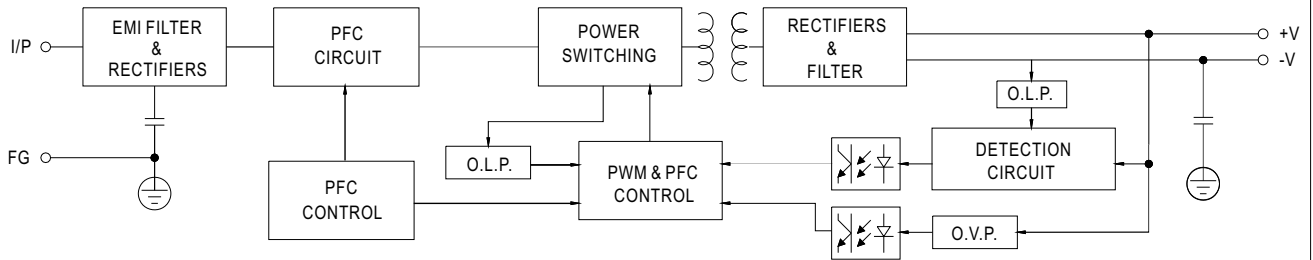 I/P
EMI FILTER
&
RECTIFIERS
PFC
CIRCUIT
POWER
SWITCHING
RECTIFIERS
&
FILTER
+V
-V
O.L.P.
FG
O.L.P.
PFC
CONTROL
PWM & PFC
CONTROL
DETECTION
CIRCUIT
O.V.P.